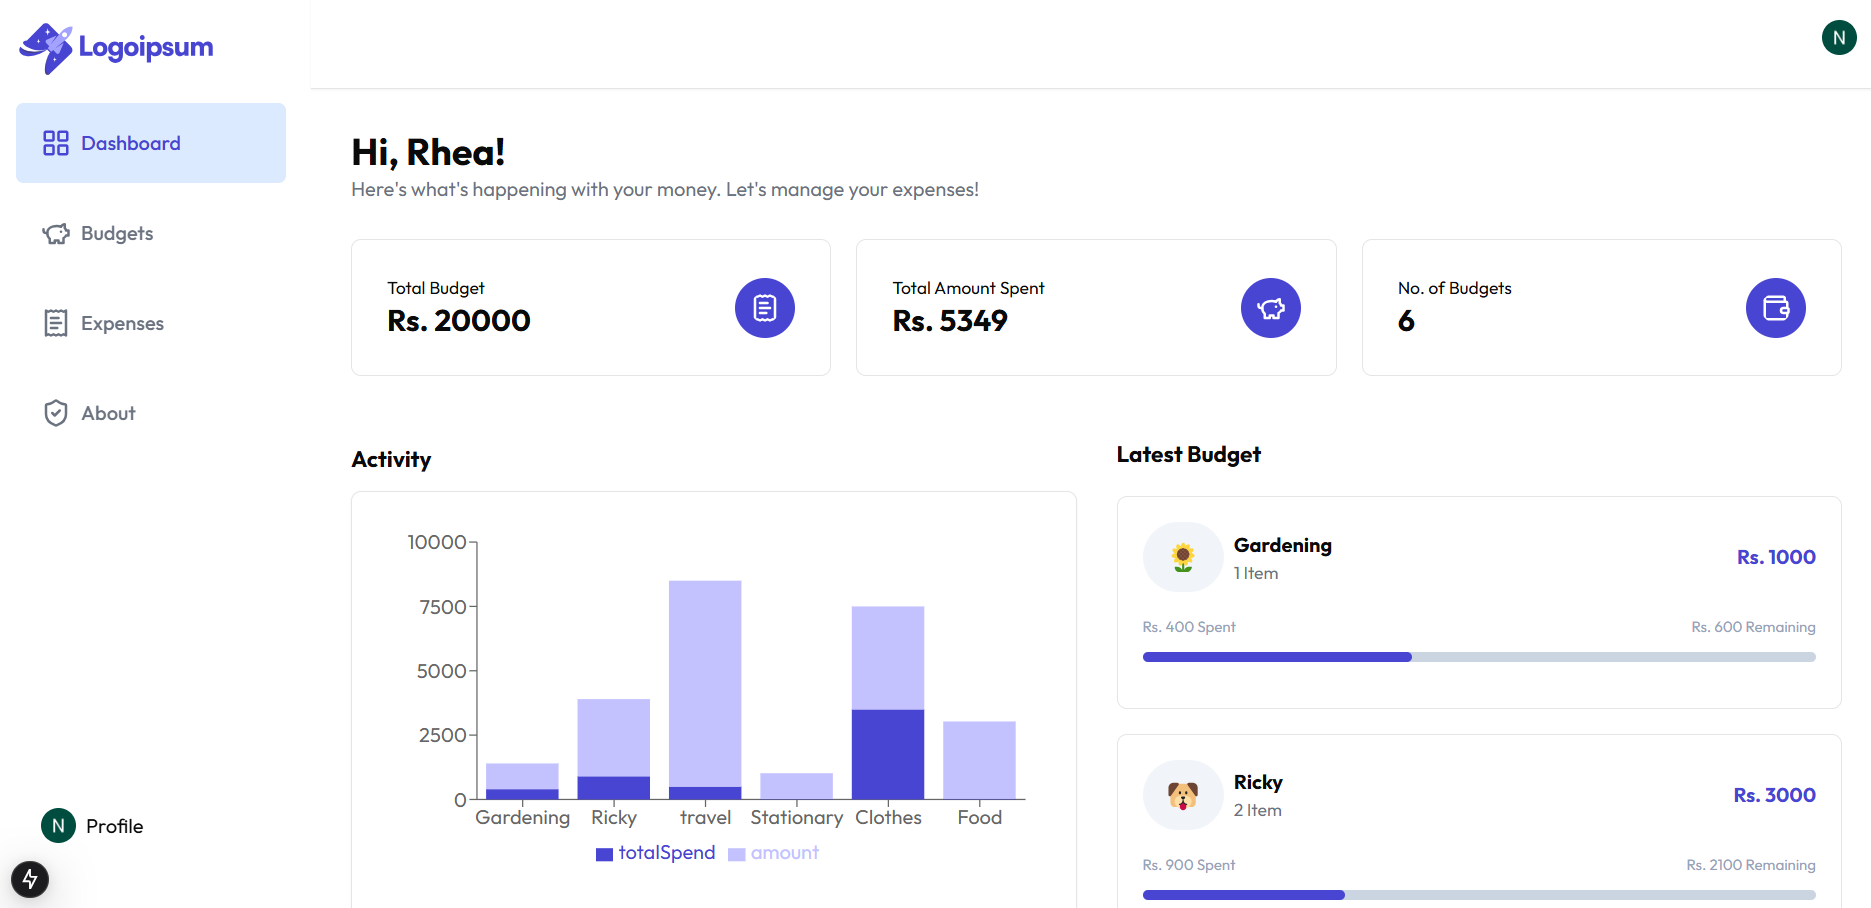 Logoipsum
N
Dashboard
Budgets
Expenses
About
N Profile
Hi, Rhea!
Here's what's happening with your money. Let's manage your expenses!
Total Budget
Rs. 20000
Total Amount Spent
Rs. 5349
No. of Budgets
6
Activity
10000
7500
5000
2500
0
Gardening Ricky travel Stationary Clothes Food
totalSpend amount
Latest Budget
Gardening
1 Item
Rs. 1000
Rs. 400 Spent Rs. 600 Remaining
Ricky
2 Item
Rs. 3000
Rs. 900 Spent Rs. 2100 Remaining